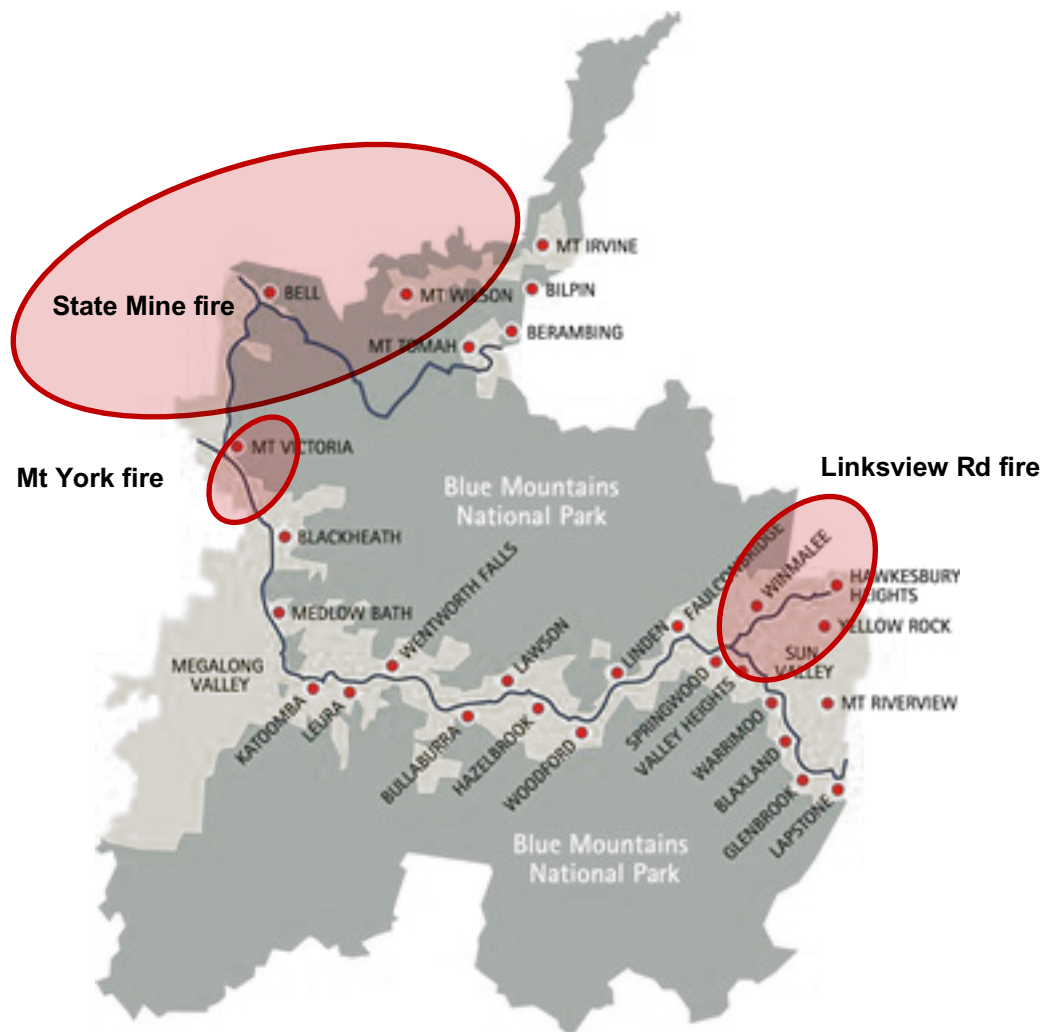 MT IRVINE
State Mine fire
BELL
MT WILSON
BILPIN
BERAMBING
MT TOMAH
MT VICTORIA
Mt York fire
Linksview Rd fire
Blue Mountains
National Park
BLACKHEATH
WINMALEE
HAWKESBURY
HEIGHTS
FAULCONBRIDGE
MEDLOW BATH
WENTWORTH FALLS
YELLOW ROCK
LINDEN
LAWSON
SUN
VALLEY
MEGALONG
VALLEY
MT RIVERVIEW
KATOOMBA
LEURA
BULLABURRA
HAZELBROOK
WOODFORD
SPRINGWOOD
VALLEY HEIGHTS
WARRIMOO
BLAXLAND
GLENBROOK
LAPSTONE
Blue Mountains
National Park